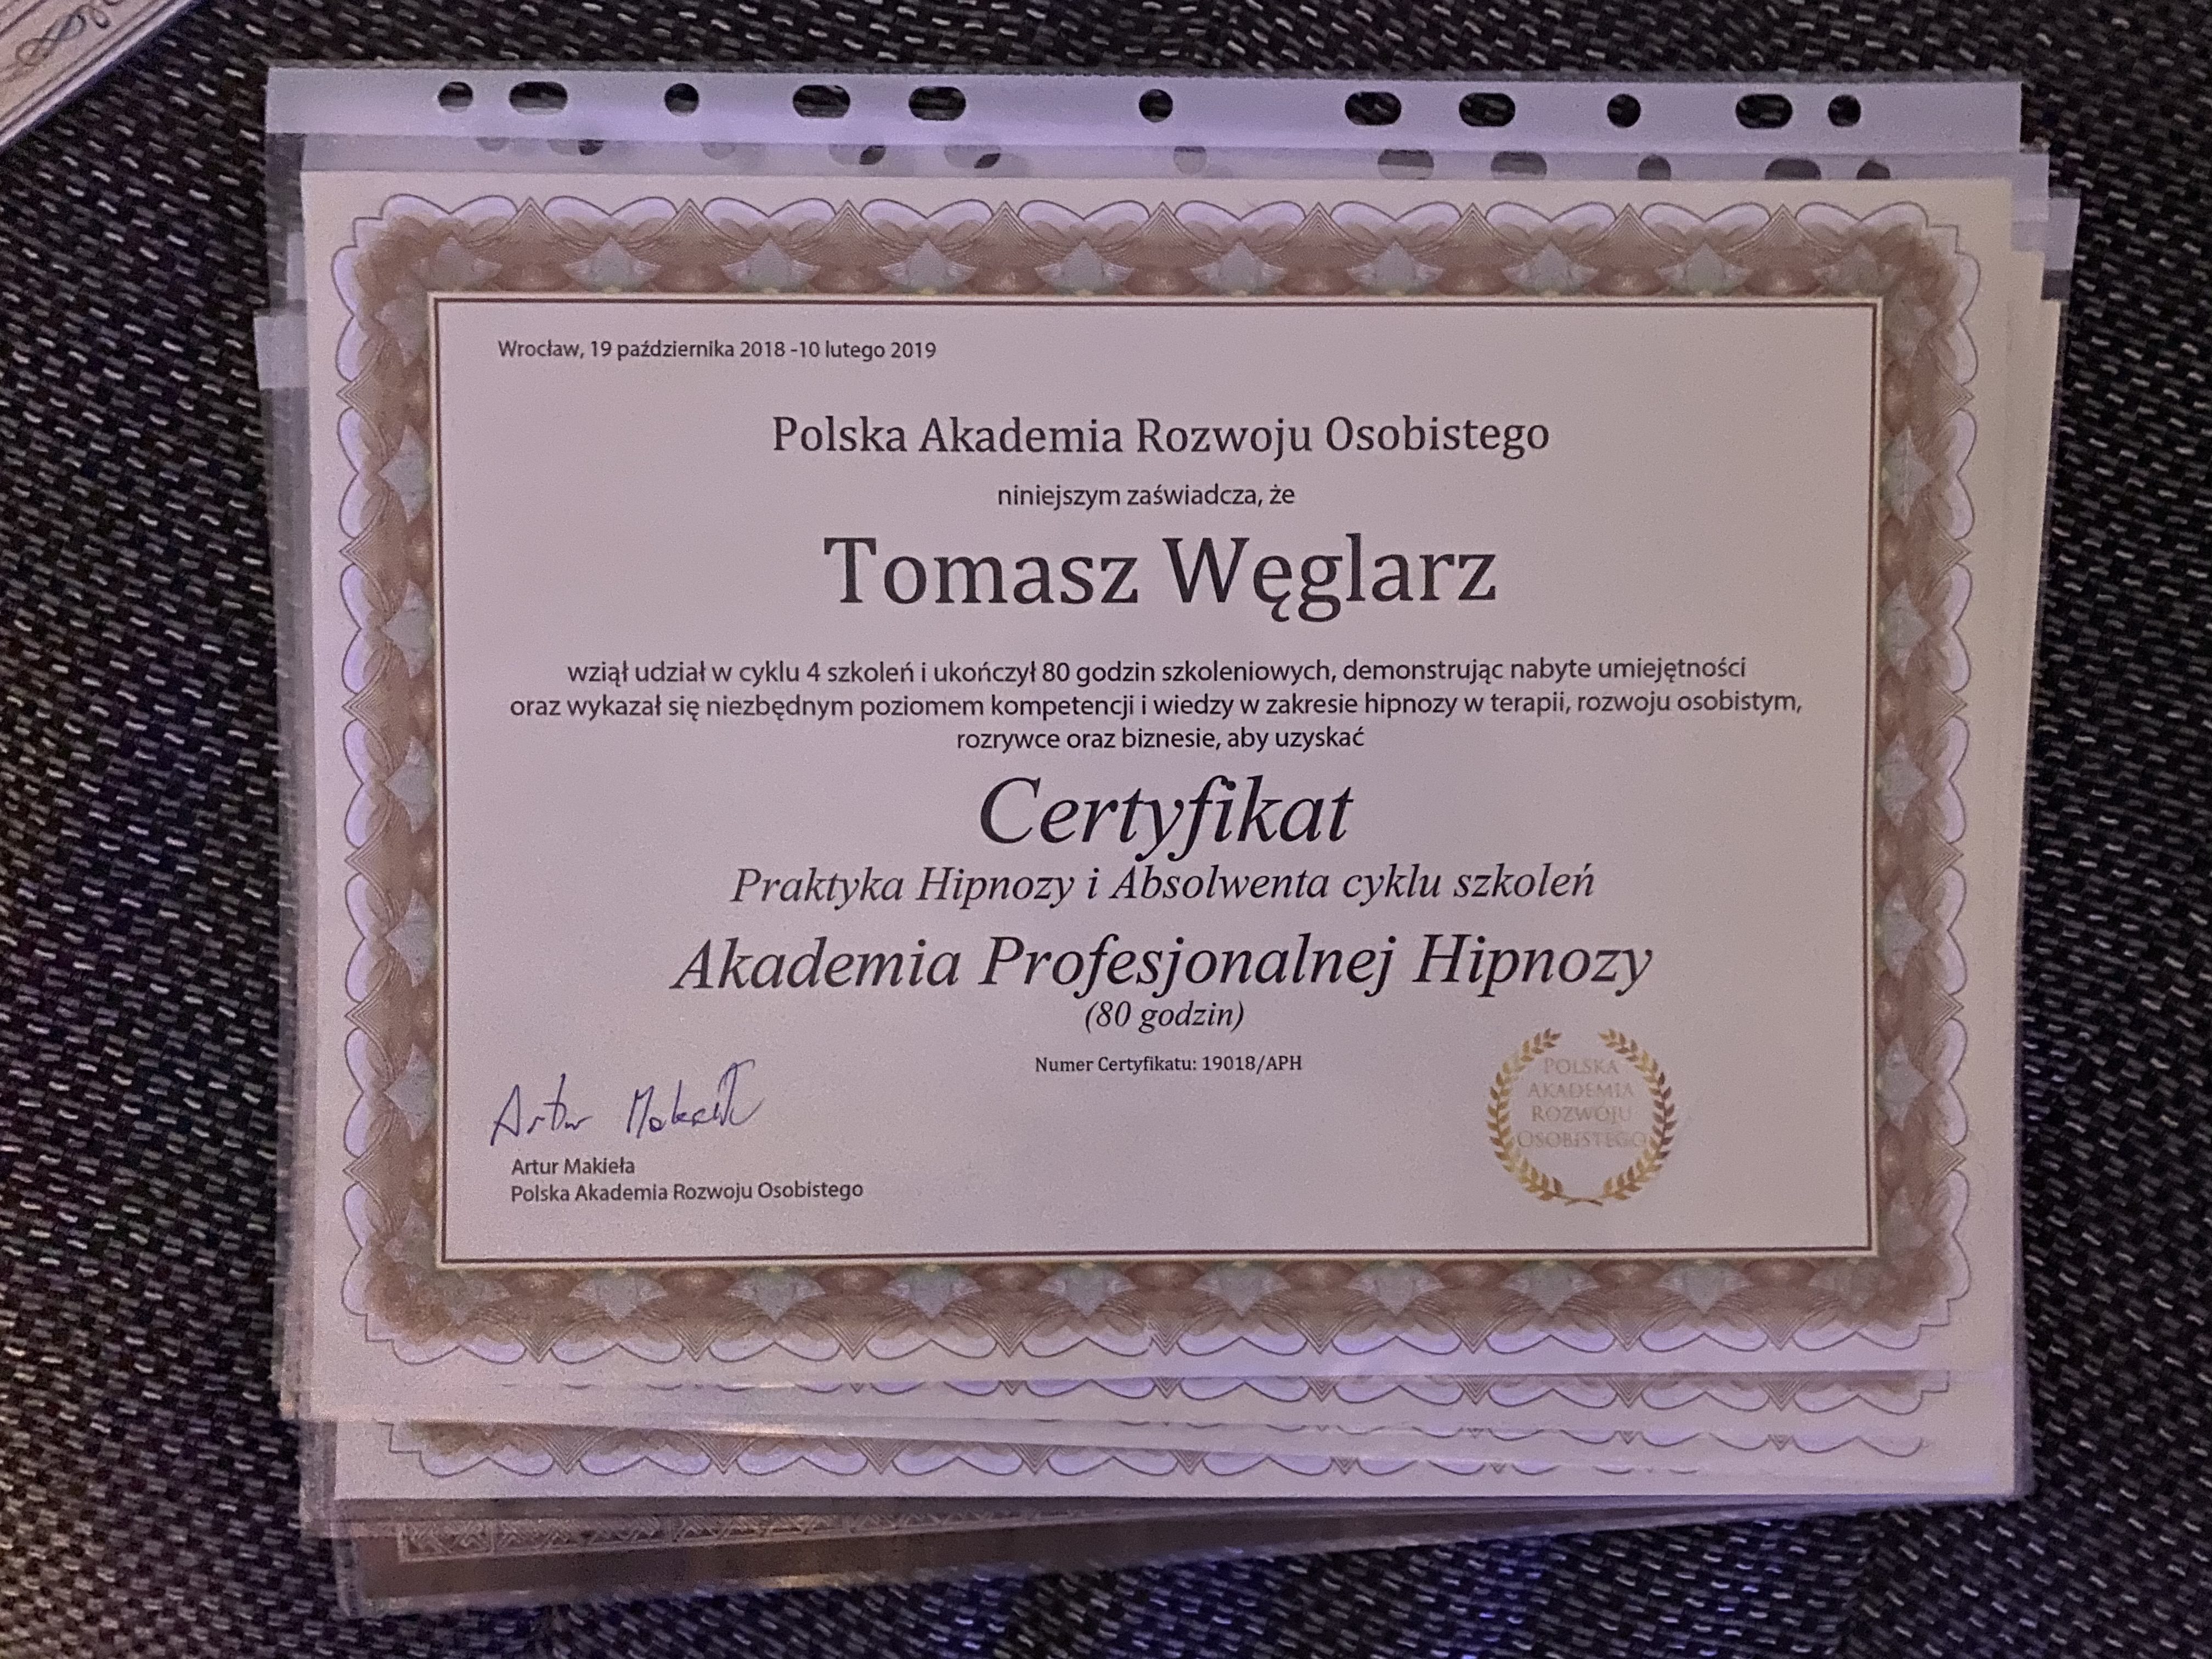 Wrocław, 19 października 2018 -10 lutego 2019
Polska Akademia Rozwoju Osobistego
niniejszym zaświadcza, że
Tomasz Węglarz
wziął udział w cyklu 4 szkoleń i ukończył 80 godzin szkoleniowych, demonstrując nabyte umiejętności
oraz wykazał się niezbędnym poziomem kompetencji i wiedzy w zakresie hipnozy w terapii, rozwoju osobistym,
rozrywce oraz biznesie, aby uzyskać
Certyfikat
Praktyka Hipnozy i Absolwenta cyklu szkoleń
Akademia Profesjonalnej Hipnozy
(80 godzin)
Numer Certyfikatu: 19018/APH
Artur Makieła
Artur Makieła
Polska Akademia Rozwoju Osobistego
POLSKA
AKADEMIA
ROZWOJU
OSOBISTEGO